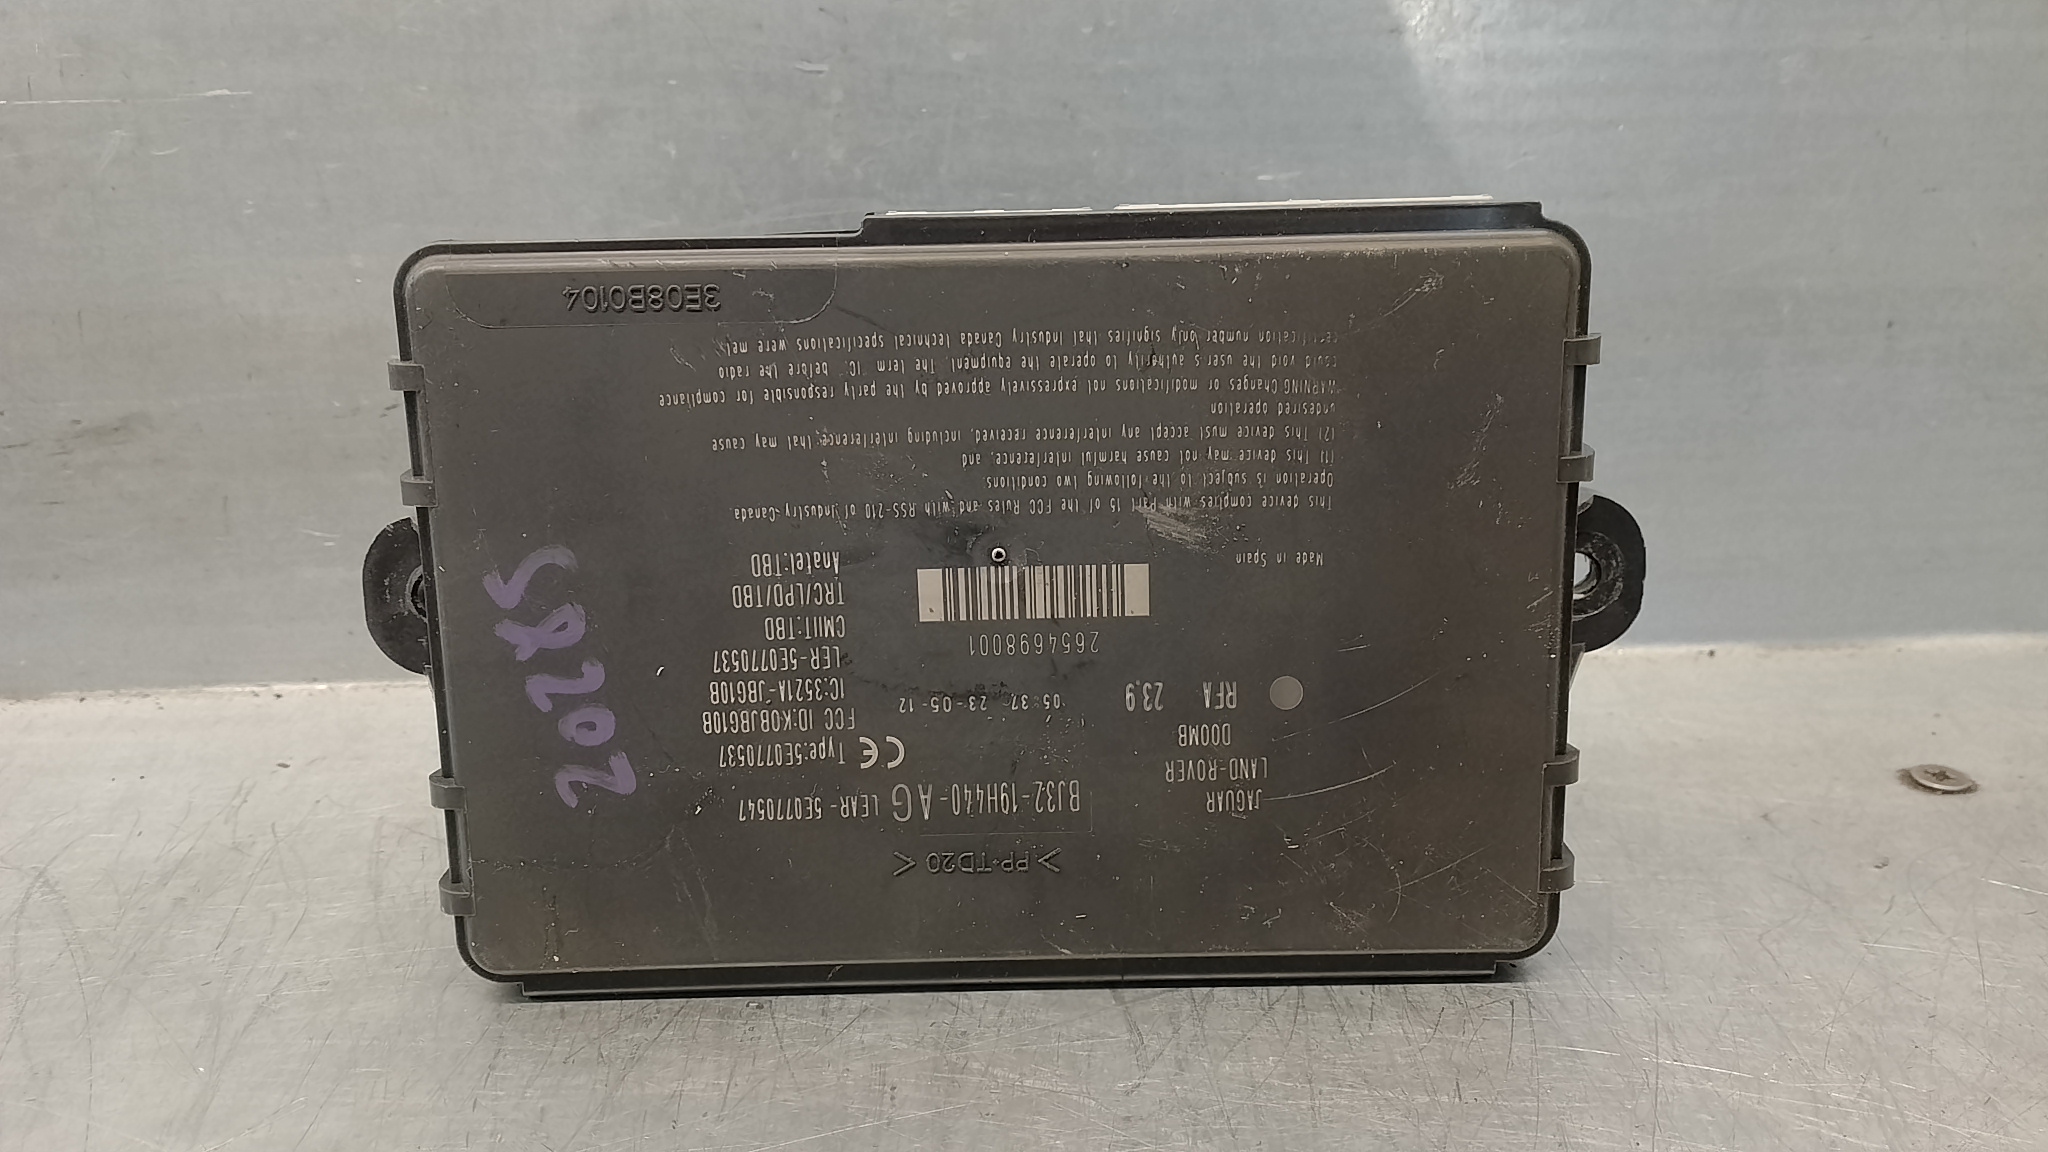 > PP-TD20 <
BJ32-19H440-AG LEAR- 5E0770547
JAGUAR
LAND-ROVER
DOOMB
RFA 23.9
Type:5E0770537
CE
FCC ID:KOBJBG10B
IC:3521A-JBG10B
LER-5E0770537
CMIIT:TBD
TRC/LPD/TBD
Anatel:TBD
05:37 23-05-12
2654698001
Made in Spain
This device complies with Part 15 of the FCC Rules and with RSS-210 of Industry Canada.
Operation is subject to the following two conditions
(1) This device may not cause harmful interference, and
(2) This device must accept any interference received, including interference, that may cause
undesired operation
WARNING Changes or modifications not expressively approved by the party responsible for compliance
could void the user's authority to operate the equipment. The term "IC:" before the radio
certification number only signifies that Industry Canada technical specifications were met.
3E08B0104
2028S